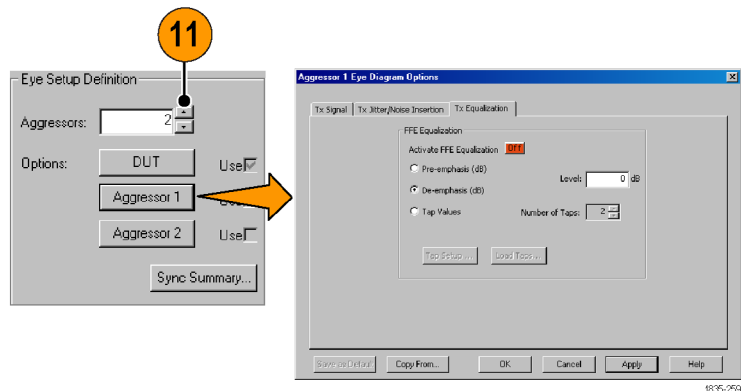 11
Eye Setup Definition
Aggressors: 2
Options: DUT Use
Aggressor 1
Aggressor 2 Use
Sync Summary...
Aggressor 1 Eye Diagram Options
Tx Signal Tx Jitter/Noise Insertion Tx Equalization
FFE Equalization
Activate FFE Equalization Off
Pre-emphasis (dB)
Level: 0 dB
De-emphasis (dB)
Tap Values Number of Taps: 2
Tap Setup ... Load Taps ...
Save as Default Copy From... OK Cancel Apply Help
1835-259